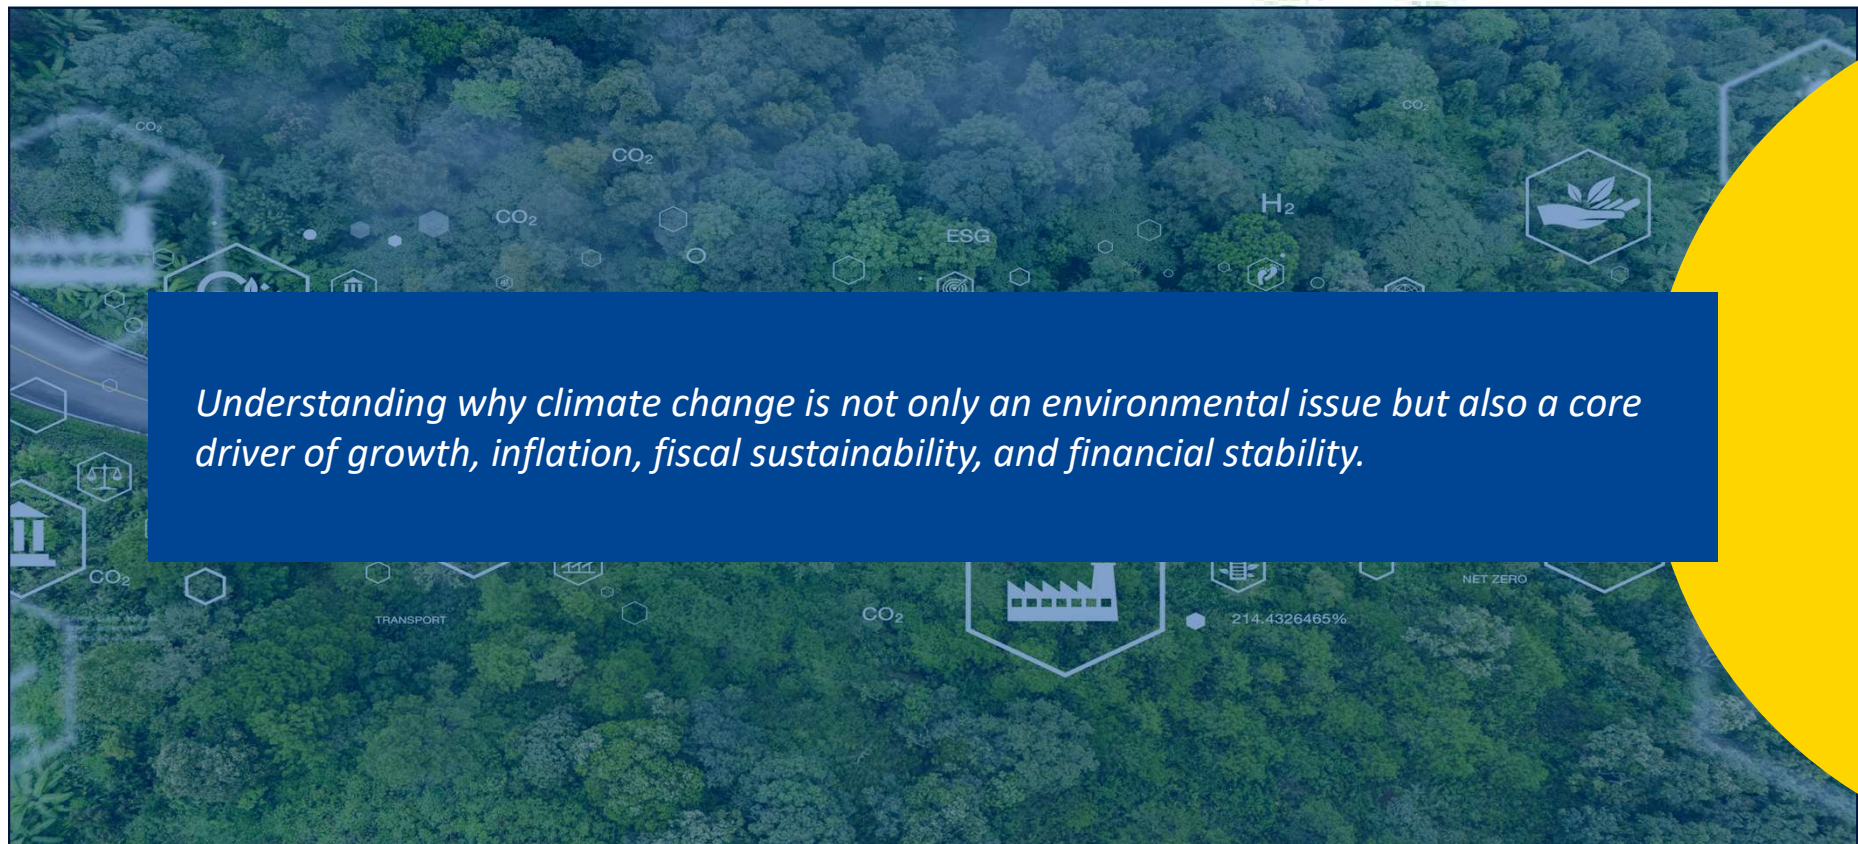 CO₂
CO₂
CO₂
CO₂
H₂
ESG
Understanding why climate change is not only an environmental issue but also a core
driver of growth, inflation, fiscal sustainability, and financial stability.
CO₂
NET ZERO
TRANSPORT
CO₂
214.4326465%